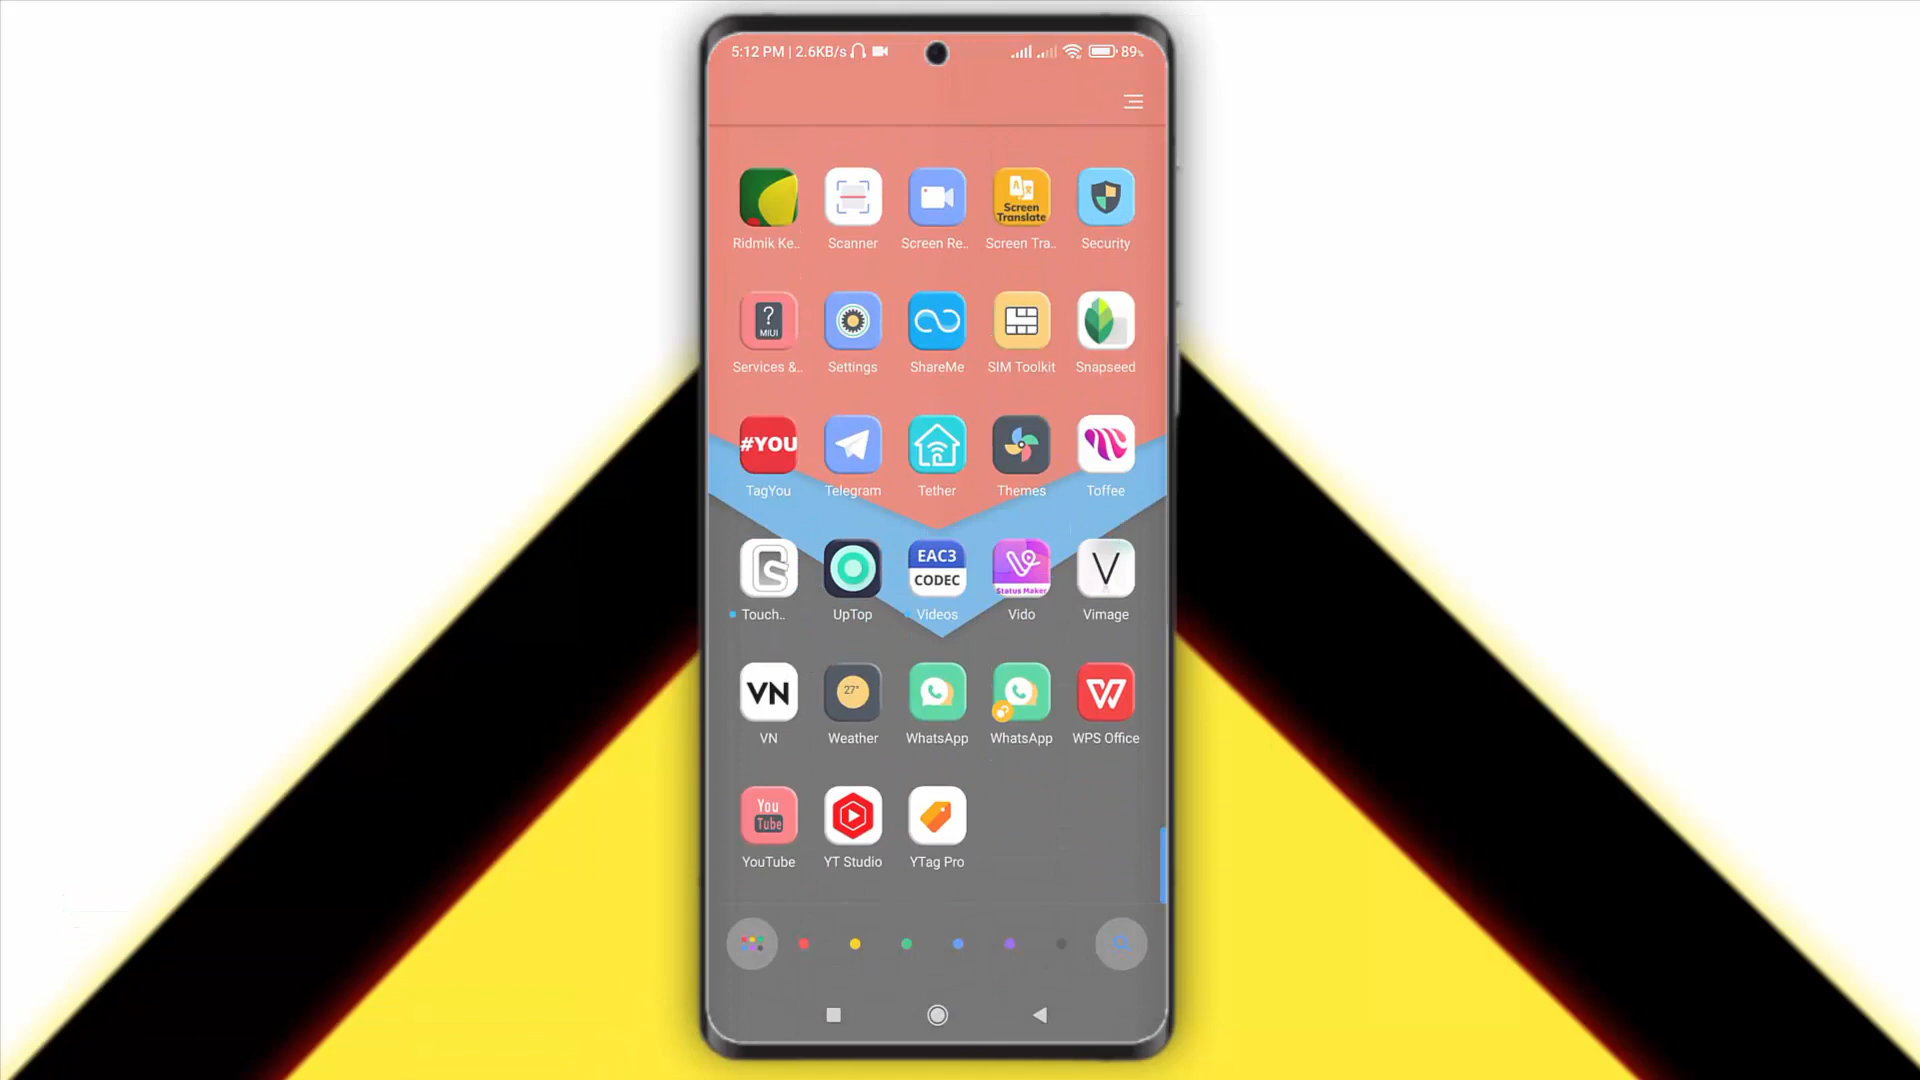 5:12 PM | 2.6KB/s 89%
Screen
Translate
Ridmik Ke.. Scanner Screen Re.. Screen Tra.. Security
?
MIUI
Services &.. Settings ShareMe SIM Toolkit Snapseed
#YOU
TagYou Telegram Tether Themes Toffee
EAC3
CODEC
Status Maker
V
Touch.. UpTop Videos Vido Vimage
VN
27°
VN Weather WhatsApp WhatsApp WPS Office
You
Tube
YouTube YT Studio YTag Pro